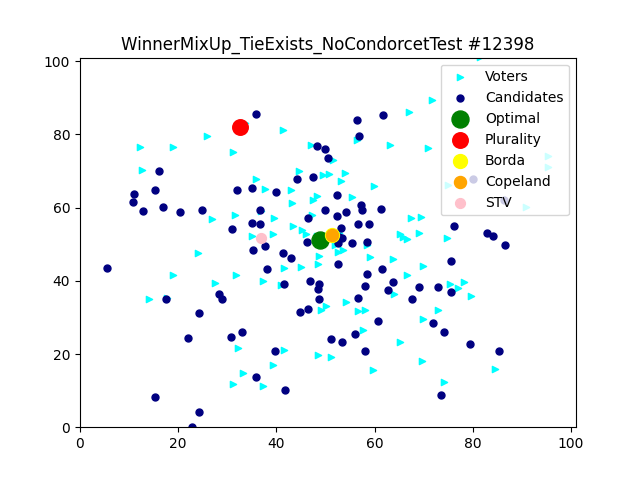 WinnerMixUp_TieExists_NoCondorcetTest #12398
100
80
60
40
20
0
0 20 40 60 80 100
Voters
Candidates
Optimal
Plurality
Borda
Copeland
STV